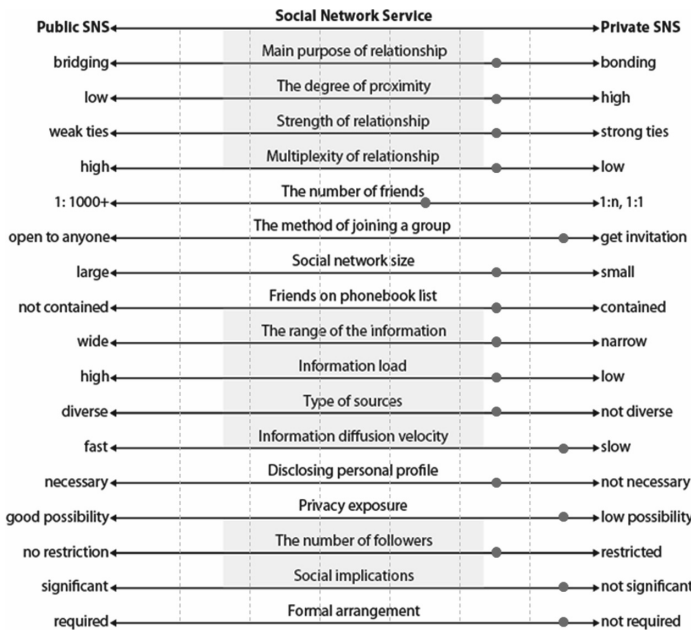 Social Network Service
Public SNS Private SNS
Main purpose of relationship
bridging bonding
The degree of proximity
low high
Strength of relationship
weak ties strong ties
Multiplexity of relationship
high low
The number of friends
1: 1000+ 1:n, 1:1
The method of joining a group
open to anyone get invitation
Social network size
large small
Friends on phonebook list
not contained contained
The range of the information
wide narrow
Information load
high low
Type of sources
diverse not diverse
Information diffusion velocity
fast slow
Disclosing personal profile
necessary not necessary
Privacy exposure
good possibility low possibility
The number of followers
no restriction restricted
Social implications
significant not significant
Formal arrangement
required not required